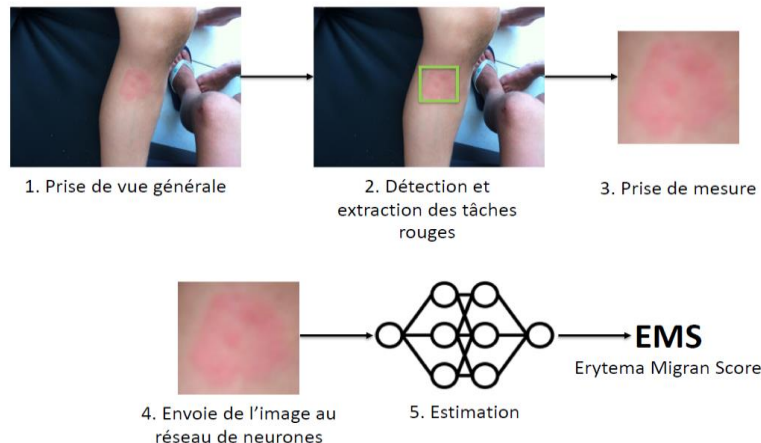 1. Prise de vue générale
2. Détection et
extraction des tâches
rouges
3. Prise de mesure
4. Envoie de l'image au
réseau de neurones
5. Estimation
EMS
Erytema Migran Score